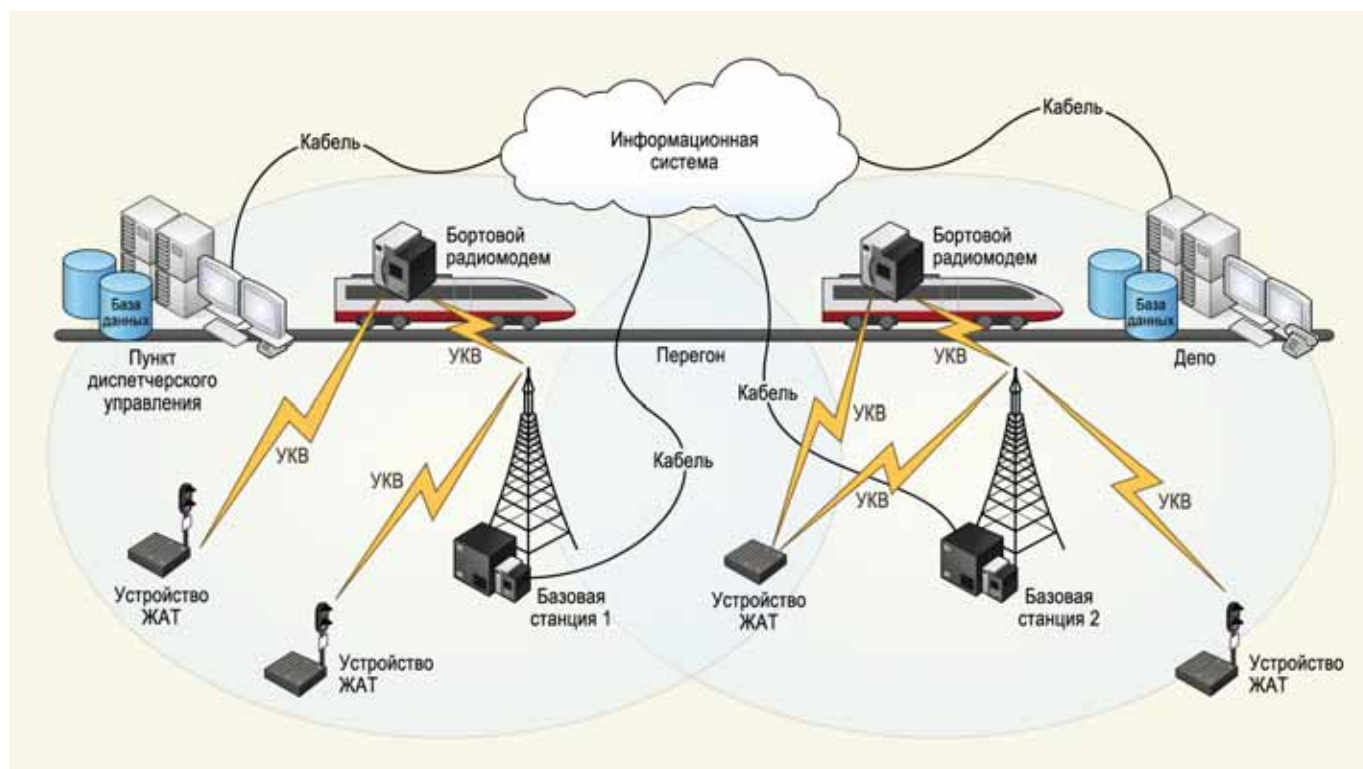 Кабель
Информационная
система
Кабель
Бортовой
радиомодем
Бортовой
радиомодем
База
данных
База
данных
Пункт
диспетчерского
управления
УКВ
Перегон
УКВ
Депо
Кабель
УКВ
УКВ
УКВ
Кабель
УКВ
УКВ
Устройство
ЖАТ
Базовая
станция 1
Устройство
ЖАТ
Базовая
станция 2
Устройство
ЖАТ
Устройство
ЖАТ